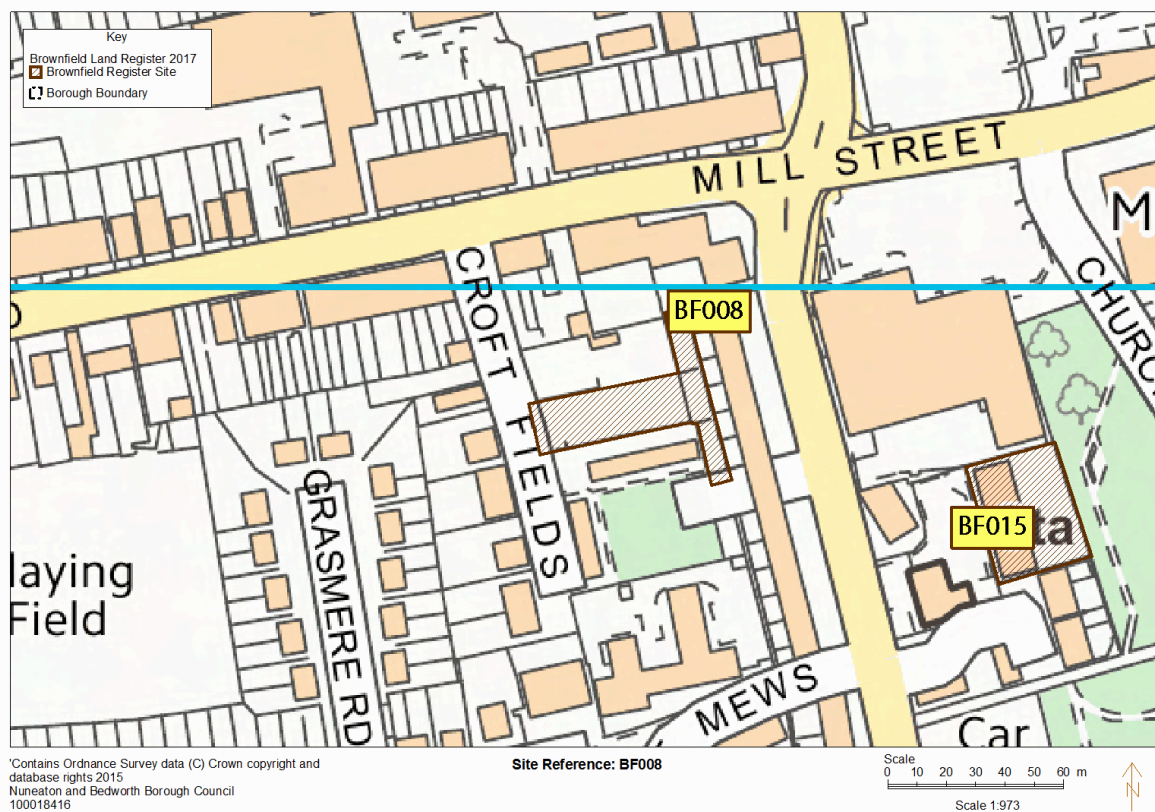 Key
Brownfield Land Register 2017
Brownfield Register Site
Borough Boundary
MILL STREET
M
CROFT FIELDS
CHURC
D
BF008
GRASMERE RD
BF015
ta
laying
Field
MEWS
Car
'Contains Ordnance Survey data (C) Crown copyright and
database rights 2015
Nuneaton and Bedworth Borough Council
100018416
Site Reference: BF008
Scale
0 10 20 30 40 50 60 m
Scale 1:973
N